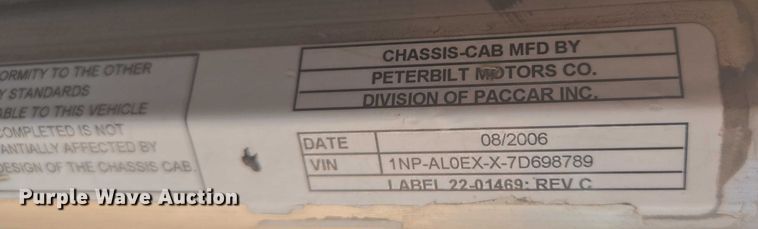 ORMITY TO THE OTHER
Y STANDARDS
ABLE TO THIS VEHICLE
COMPLETED IS NOT
ANTIALLY AFFECTED BY
DESIGN OF THE CHASSIS CAB.
CHASSIS-CAB MFD BY
PETERBILT MOTORS CO.
DIVISION OF PACCAR INC.
DATE 08/2006
VIN 1NP-AL0EX-X-7D698789
LABEL 22-01469: REV C
Purple Wave Auction